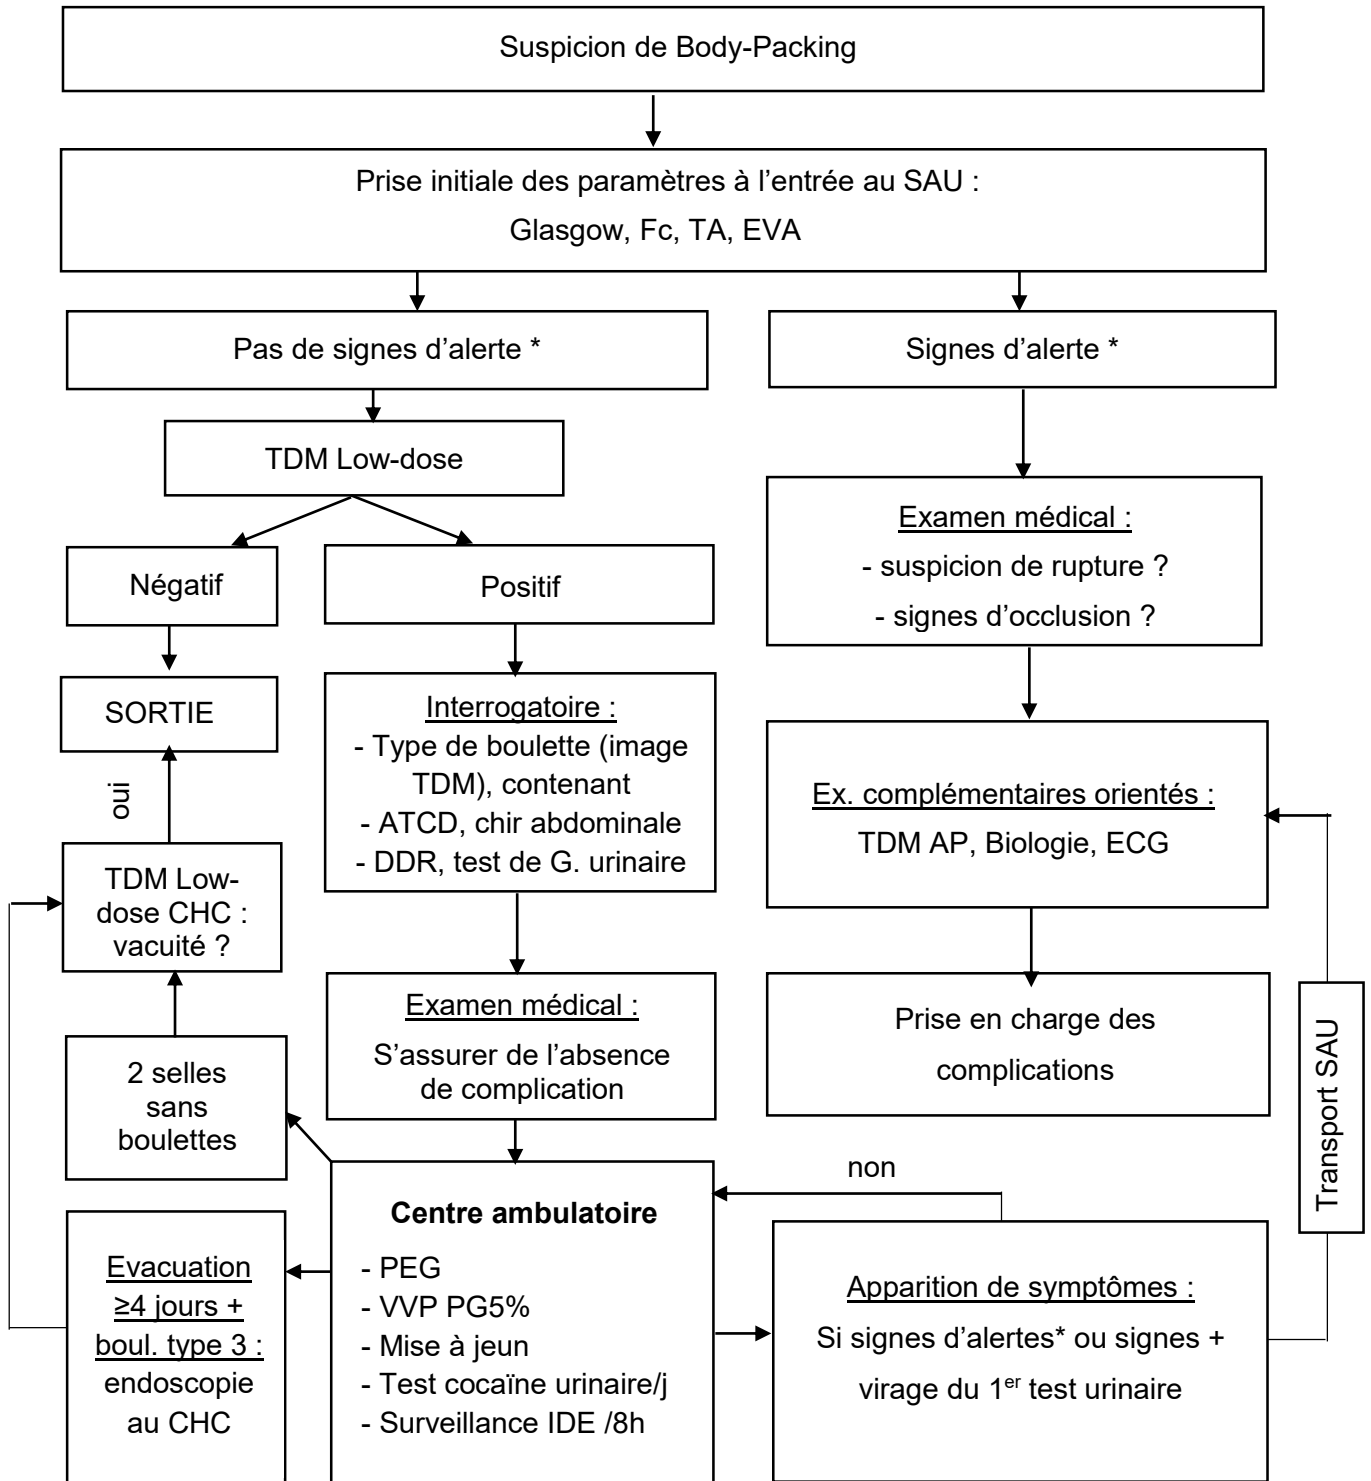 Suspicion de Body-Packing
Prise initiale des paramètres à l’entrée au SAU :
Glasgow, Fc, TA, EVA
Pas de signes d’alerte *
Signes d’alerte *
TDM Low-dose
Négatif
Positif
SORTIE
oui
TDM Low-
dose CHC :
vacuité ?
2 selles
sans
boulettes
Evacuation
≥4 jours +
boul. type 3 :
endoscopie
au CHC
Interrogatoire :
- Type de boulette (image
TDM), contenant
- ATCD, chir abdominale
- DDR, test de G. urinaire
Examen médical :
S’assurer de l’absence
de complication
Centre ambulatoire
- PEG
- VVP PG5%
- Mise à jeun
- Test cocaïne urinaire/j
- Surveillance IDE /8h
Examen médical :
- suspicion de rupture ?
- signes d’occlusion ?
Ex. complémentaires orientés :
TDM AP, Biologie, ECG
Prise en charge des
complications
non
Apparition de symptômes :
Si signes d’alertes* ou signes +
virage du 1er test urinaire
Transport SAU